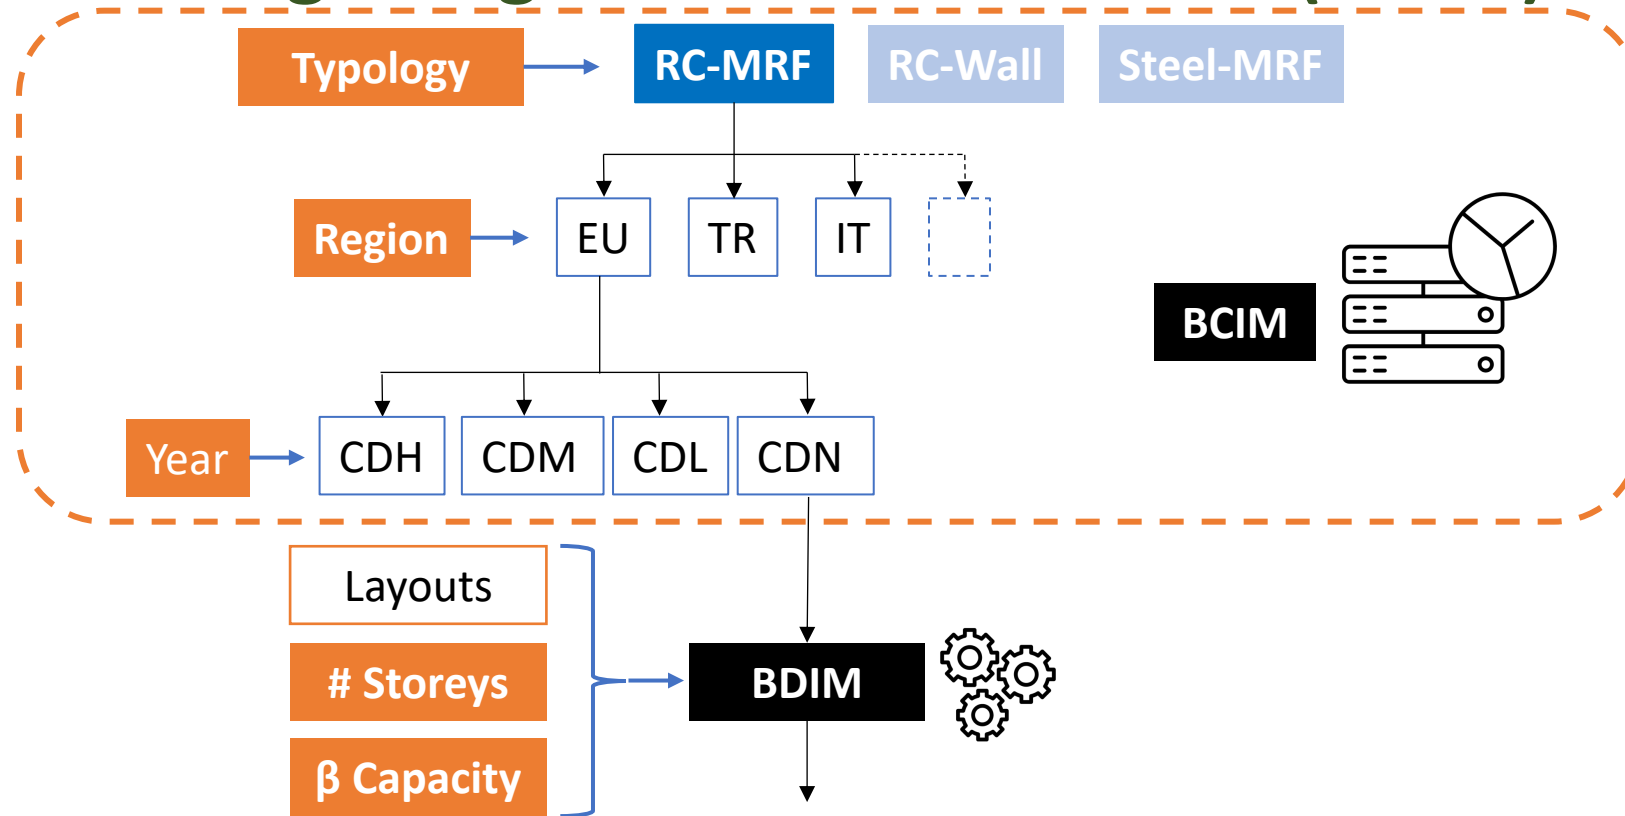 Typology
RC-MRF
RC-Wall
Steel-MRF
Region
EU
TR
IT
BCIM
Year
CDH
CDM
CDL
CDN
Layouts
# Storeys
BDIM
β Capacity